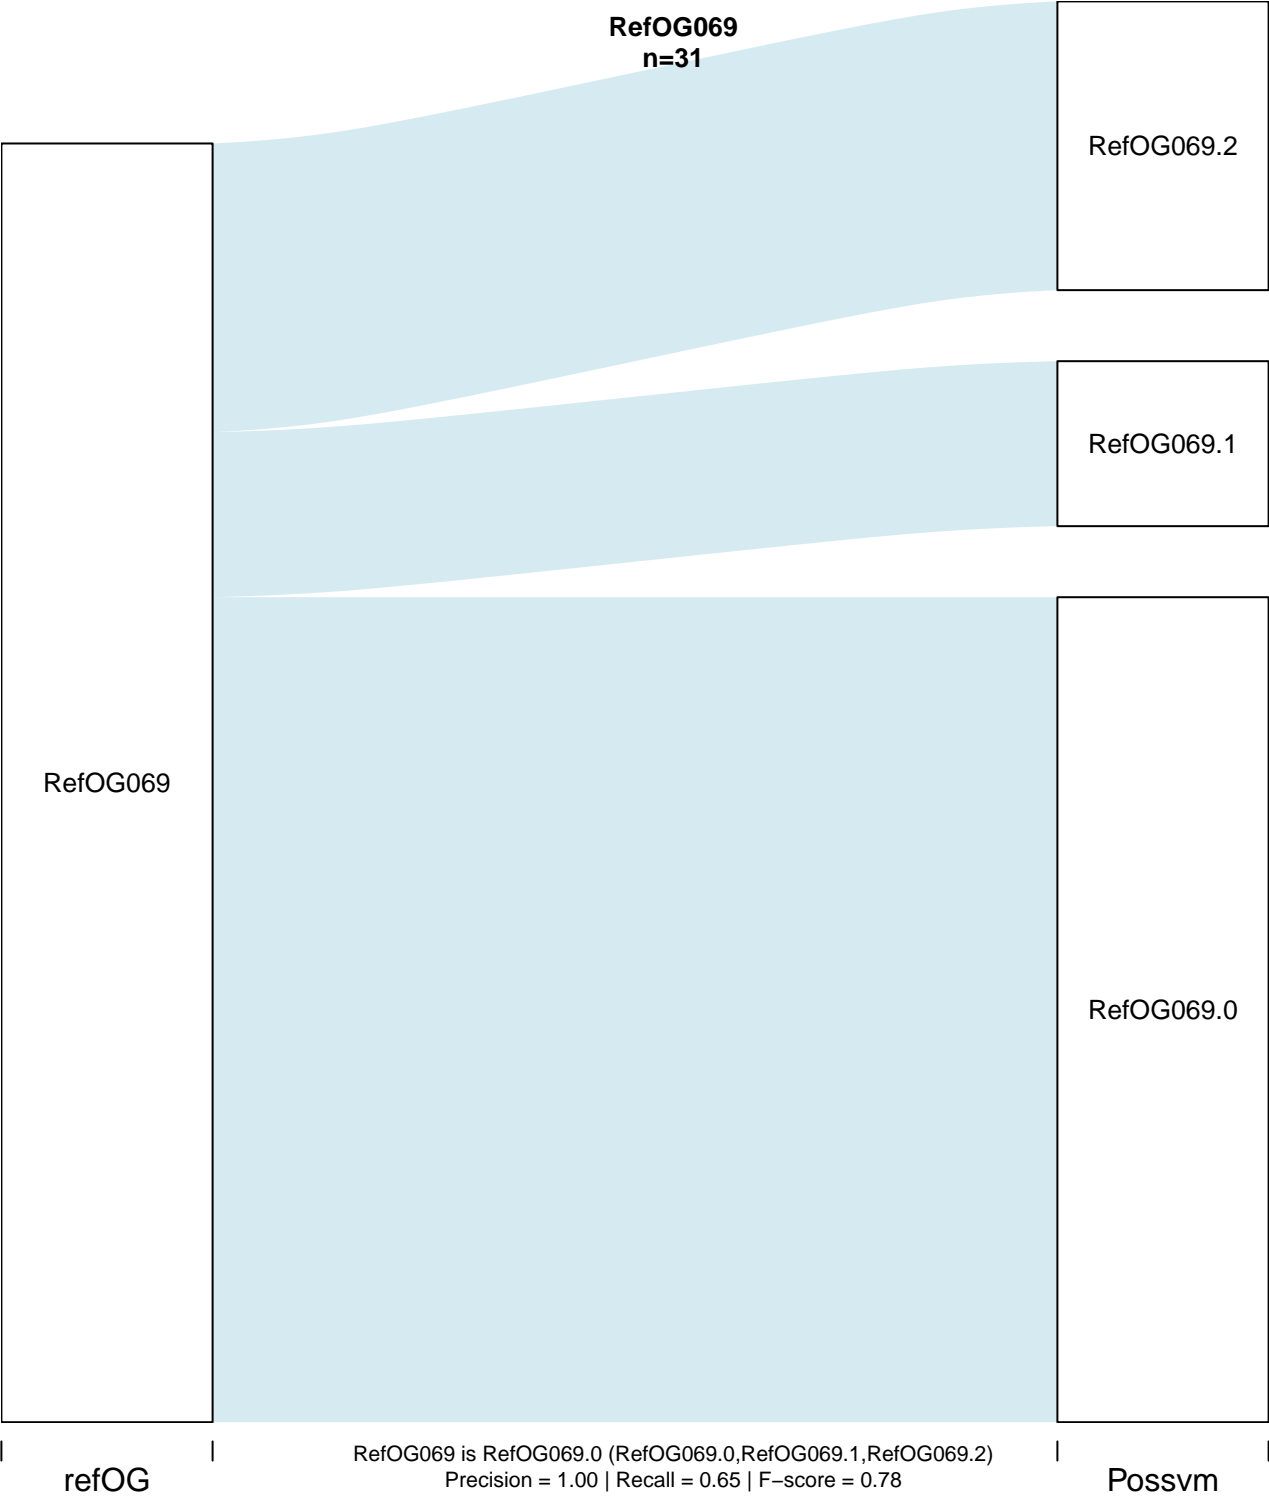 RefOG069
n=31
RefOG069.2
RefOG069.1
RefOG069
RefOG069.0
RefOG069 is RefOG069.0 (RefOG069.0,RefOG069.1,RefOG069.2)
Precision = 1.00 | Recall = 0.65 | F−score = 0.78
refOG
Possvm